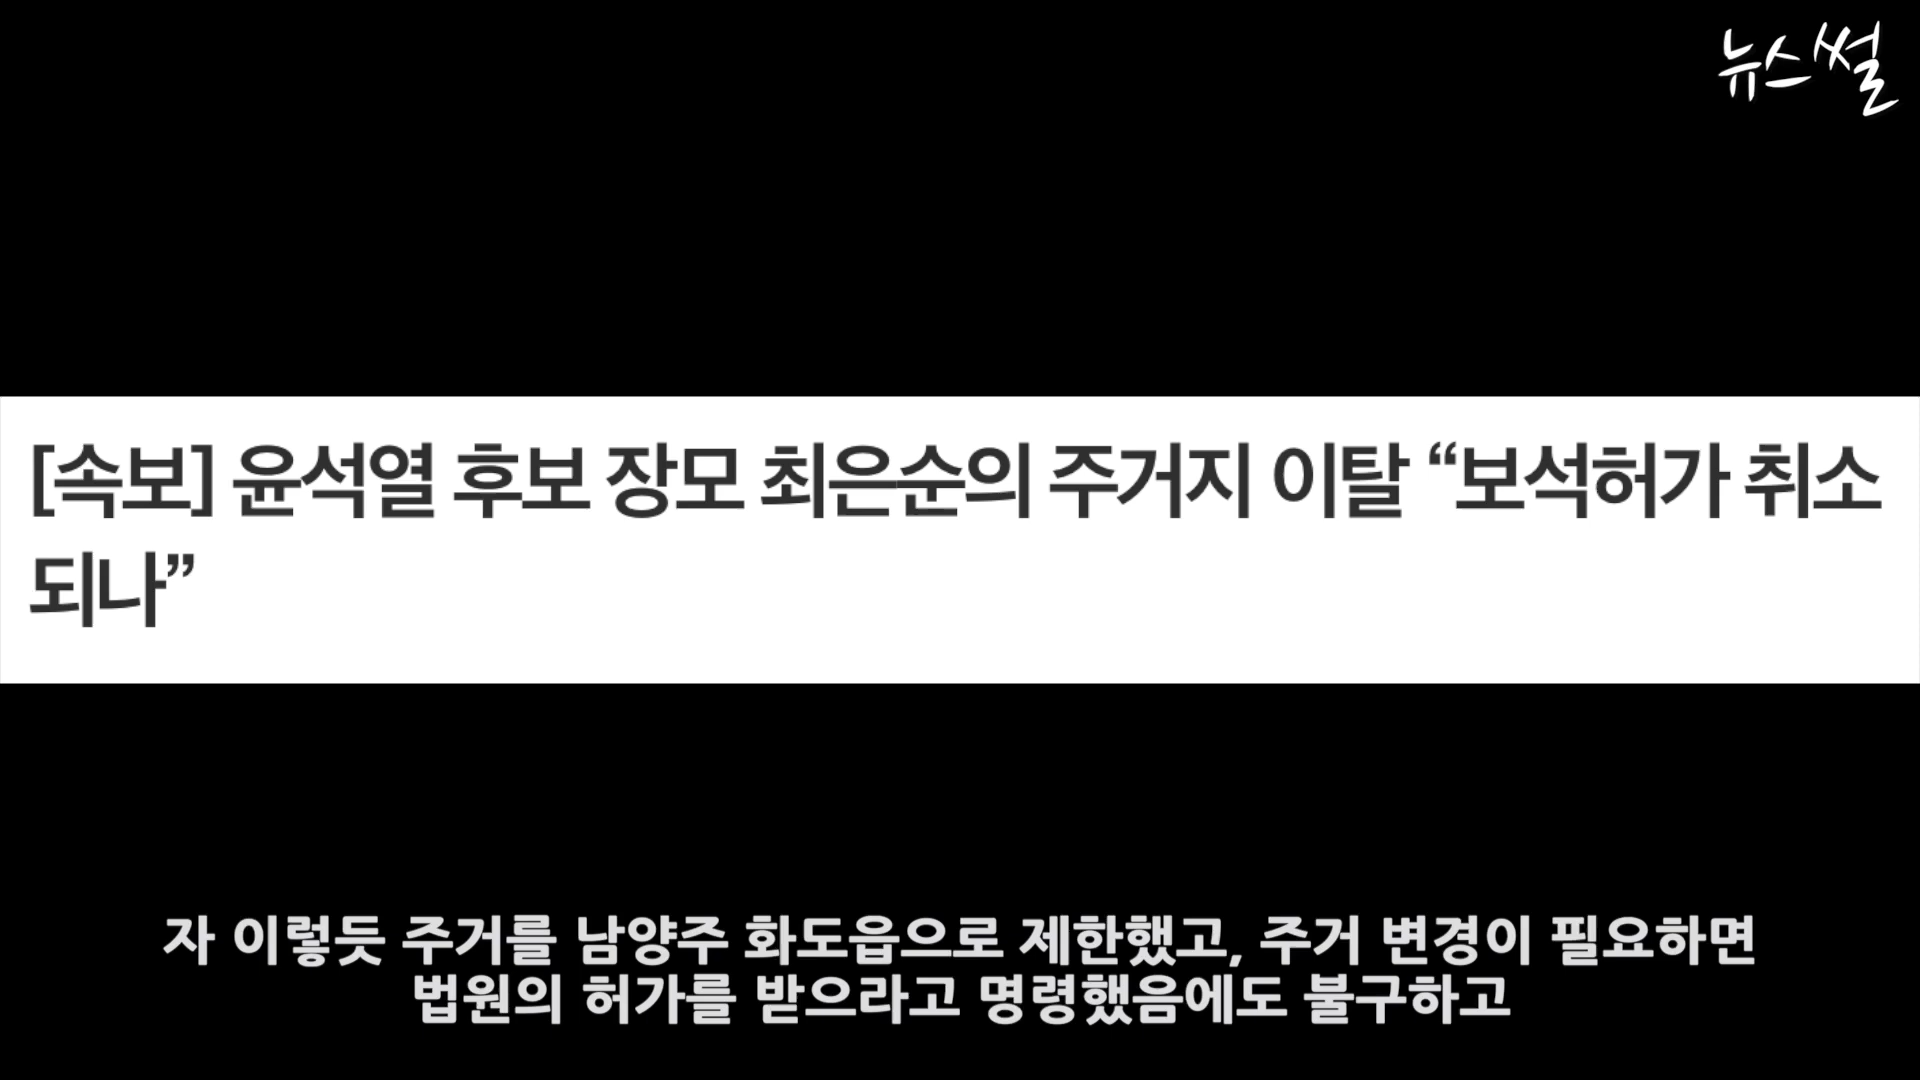 뉴스썰
[속보] 윤석열 후보 장모 최은순의 주거지 이탈 “보석허가 취소
되나”
자 이렇듯 주거를 남양주 화도읍으로 제한했고, 주거 변경이 필요하면
법원의 허가를 받으라고 명령했음에도 불구하고